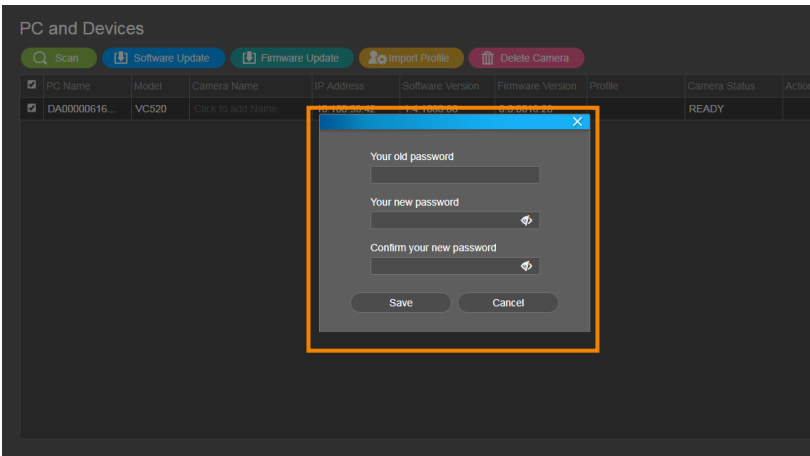 PC and Devices
Scan Software Update Firmware Update Import Profile Delete Camera
PC Name Model Camera Name IP Address Software Version Firmware Version Profile Camera Status Action
DA00000616... VC520 Click to add Name READY
Your old password
Your new password
Confirm your new password
Save Cancel